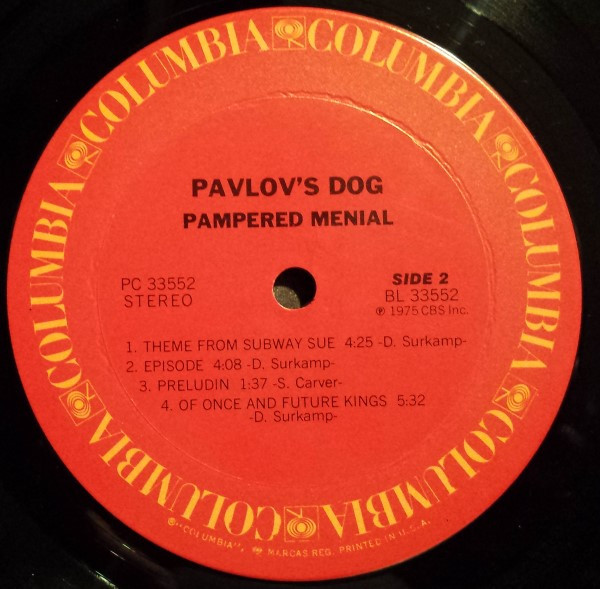 COLUMBIA COLUMBIA COLUMBIA COLUMBIA COLUMBIA COLUMBIA COLUMBIA
PAVLOV'S DOG
PAMPERED MENIAL
PC 33552
STEREO
SIDE 2
BL 33552
℗ 1975 CBS Inc.
1. THEME FROM SUBWAY SUE 4:25 -D. Surkamp-
2. EPISODE 4:08 -D. Surkamp-
3. PRELUDIN 1:37 -S. Carver-
4. OF ONCE AND FUTURE KINGS 5:32
-D. Surkamp-
®"COLUMBIA", MARCAS REG. PRINTED IN U.S.A.